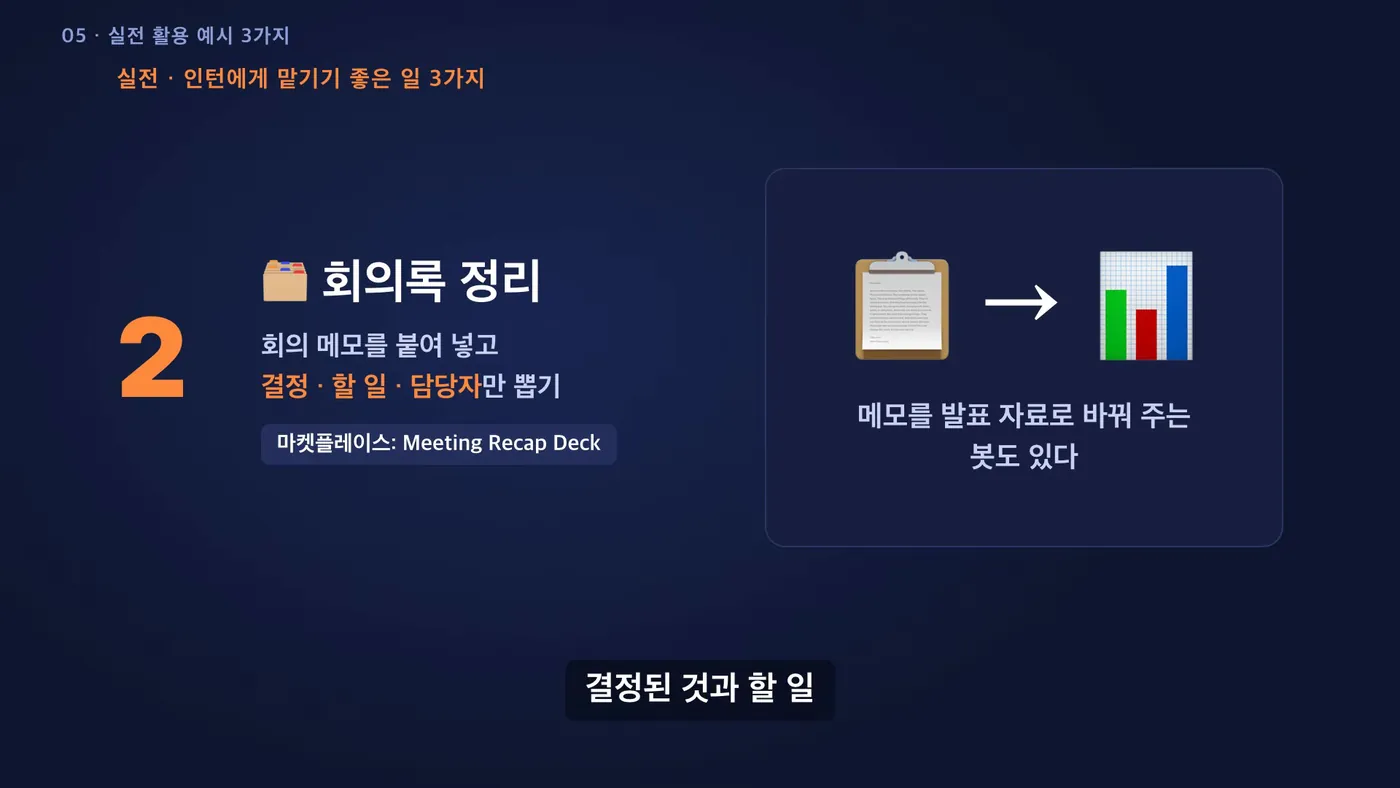 05 · 실전 활용 예시 3가지
실전 · 인턴에게 맡기기 좋은 일 3가지
2
회의록 정리
회의 메모를 붙여 넣고
결정 · 할 일 · 담당자만 뽑기
마켓플레이스: Meeting Recap Deck
메모를 발표 자료로 바꿔 주는
봇도 있다
결정된 것과 할 일